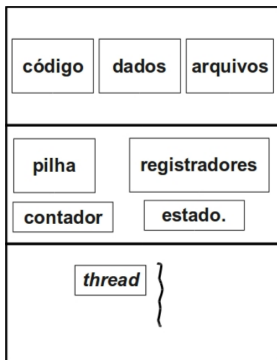 código dados arquivos
pilha registradores
contador estado.
thread